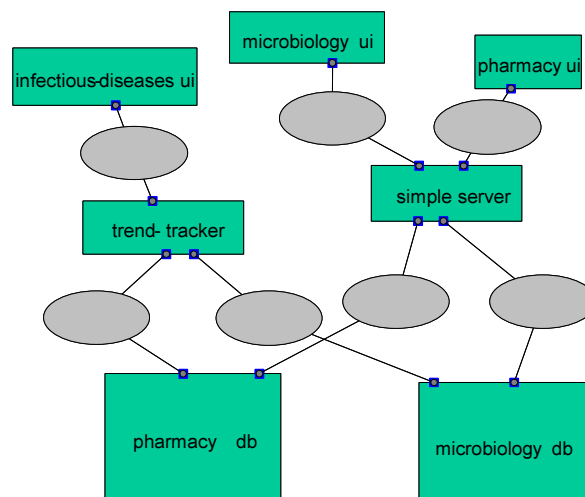 microbiology ui
pharmacy ui
infectious-diseases ui
simple server
trend- tracker
pharmacy db
microbiology db